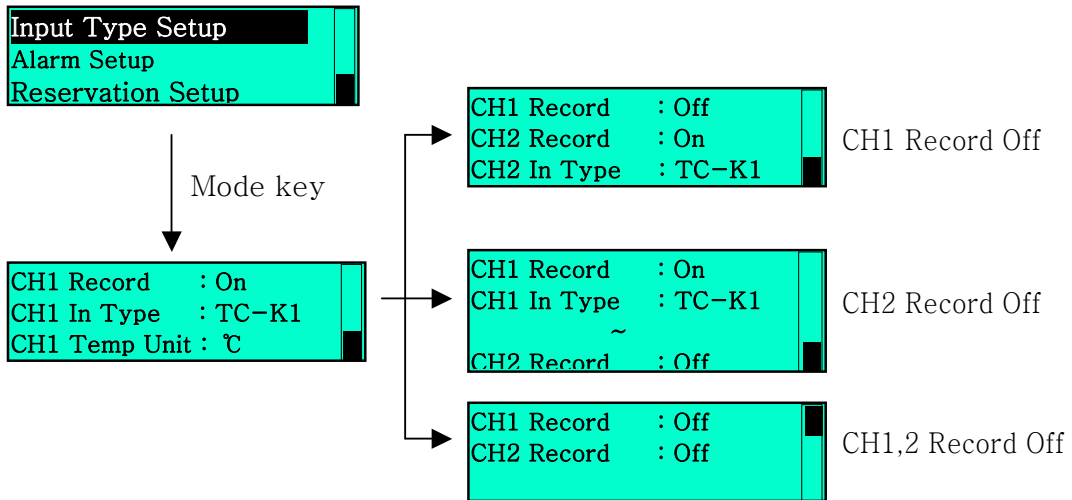 Input Type Setup
Alarm Setup
Reservation Setup
Mode key
CH1 Record : On
CH1 In Type : TC-K1
CH1 Temp Unit : ℃
CH1 Record : Off
CH2 Record : On
CH2 In Type : TC-K1
CH1 Record Off
CH1 Record : On
CH1 In Type : TC-K1
~
CH2 Record : Off
CH2 Record Off
CH1 Record : Off
CH2 Record : Off
CH1,2 Record Off